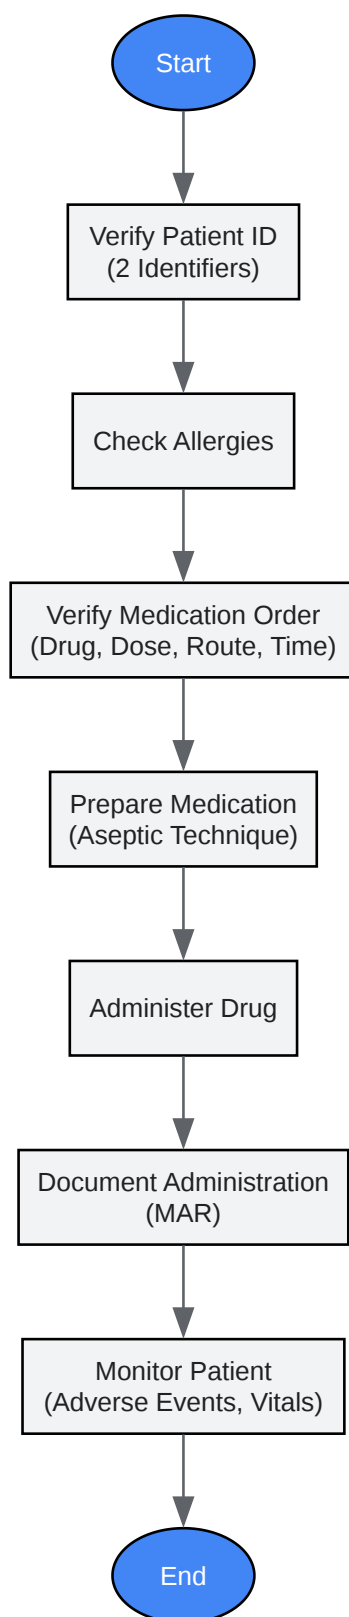 Start
Verify Patient ID
(2 Identifiers)
Check Allergies
Verify Medication Order
(Drug, Dose, Route, Time)
Prepare Medication
(Aseptic Technique)
Administer Drug
Document Administration
(MAR)
Monitor Patient
(Adverse Events, Vitals)
End